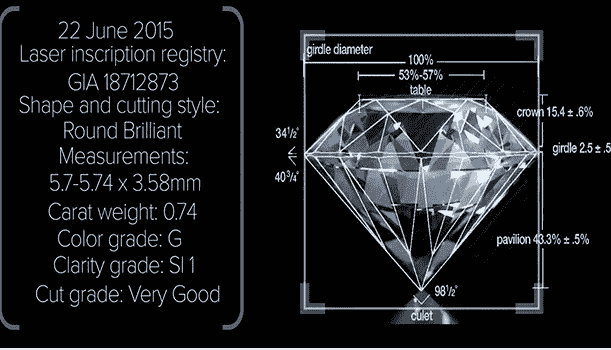 22 June 2015
Laser inscription registry:
GIA 18712873
Shape and cutting style:
Round Brilliant
Measurements:
5.7-5.74 x 3.58mm
Carat weight: 0.74
Color grade: G
Clarity grade: SI 1
Cut grade: Very Good
girdle diameter
100%
53%-57%
table
crown 15.4 ± .6%
34½°
girdle 2.5 ± .5
40¾°
pavilion 43.3% ± .5%
98½°
culet